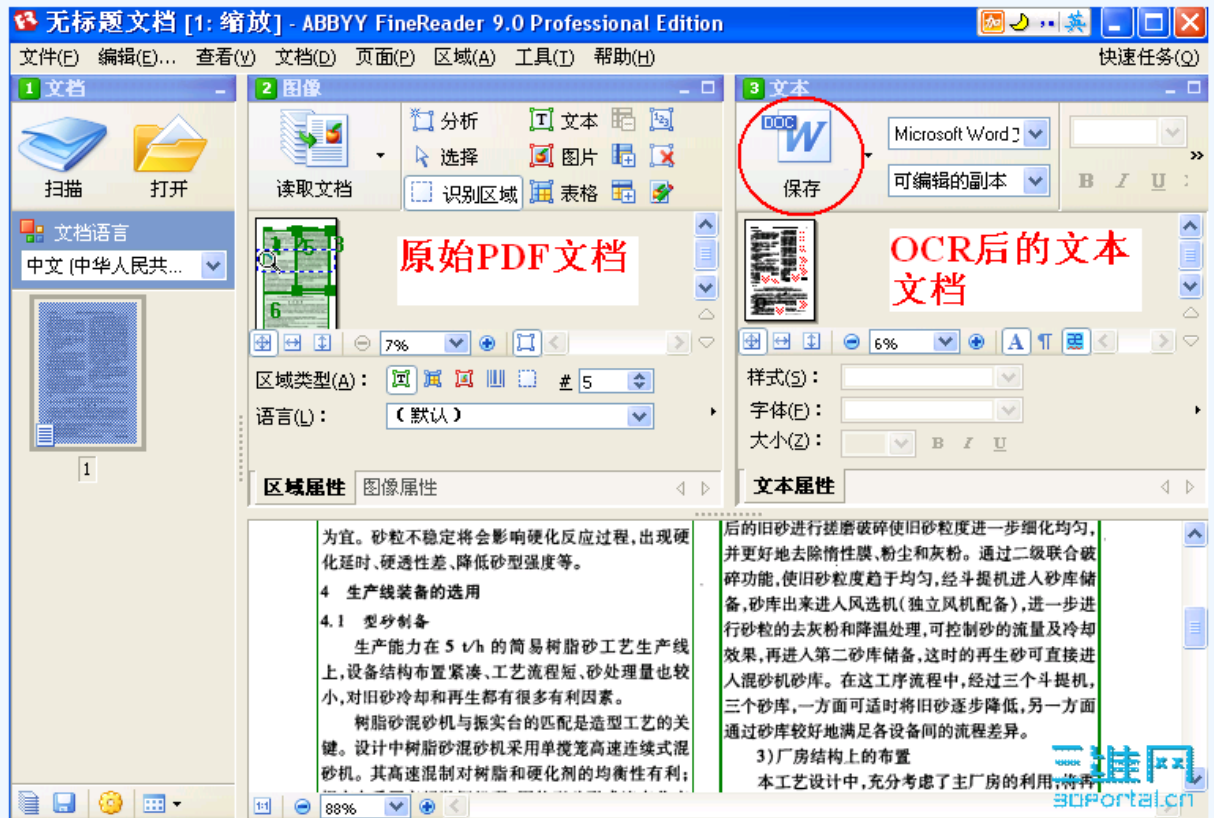 无标题文档 [1: 缩放] - ABBYY FineReader 9.0 Professional Edition
英
文件(F) 编辑(E)... 查看(V) 文档(D) 页面(P) 区域(A) 工具(T) 帮助(H) 快速任务(Q)
1 文档
扫描 打开
文档语言
中文 (中华人民共...
1
2 图像
读取文档
分析 文本
选择 图片
识别区域 表格
原始PDF文档
6
7%
区域类型(A)： # 5
语言(L)： （默认）
区域属性 图像属性
3 文本
DOC W
保存
Microsoft Word
可编辑的副本
B I U
OCR后的文本
文档
6% A ¶
样式(S)：
字体(F)：
大小(Z)： B I U
文本属性
为宜。砂粒不稳定将会影响硬化反应过程,出现硬
化延时、硬透性差、降低砂型强度等。
4 生产线装备的选用
4.1 型砂制备
生产能力在 5 t/h 的简易树脂砂工艺生产线
上,设备结构布置紧凑、工艺流程短、砂处理量也较
小,对旧砂冷却和再生都有很多有利因素。
树脂砂混砂机与振实台的匹配是造型工艺的关
键。设计中树脂砂混砂机采用单搅笼高速连续式混
砂机。其高速混制对树脂和硬化剂的均衡性有利;
后的旧砂进行搓磨破碎使旧砂粒度进一步细化均匀,
并更好地去除惰性膜、粉尘和灰粉。通过二级联合破
碎功能,使旧砂粒度趋于均匀,经斗提机进人砂库储
备,砂库出来进人风选机(独立风机配备),进一步进
行砂粒的去灰粉和降温处理,可控制砂的流量及冷却
效果,再进人第二砂库储备,这时的再生砂可直接进
人混砂机砂库。在这工序流程中,经过三个斗提机,
三个砂库,一方面可适时将旧砂逐步降低,另一方面
通过砂库较好地满足各设备间的流程差异。
3)厂房结构上的布置
本工艺设计中,充分考虑了主厂房的利用,将再
1:1 88%
三维网
3DPortal.cn